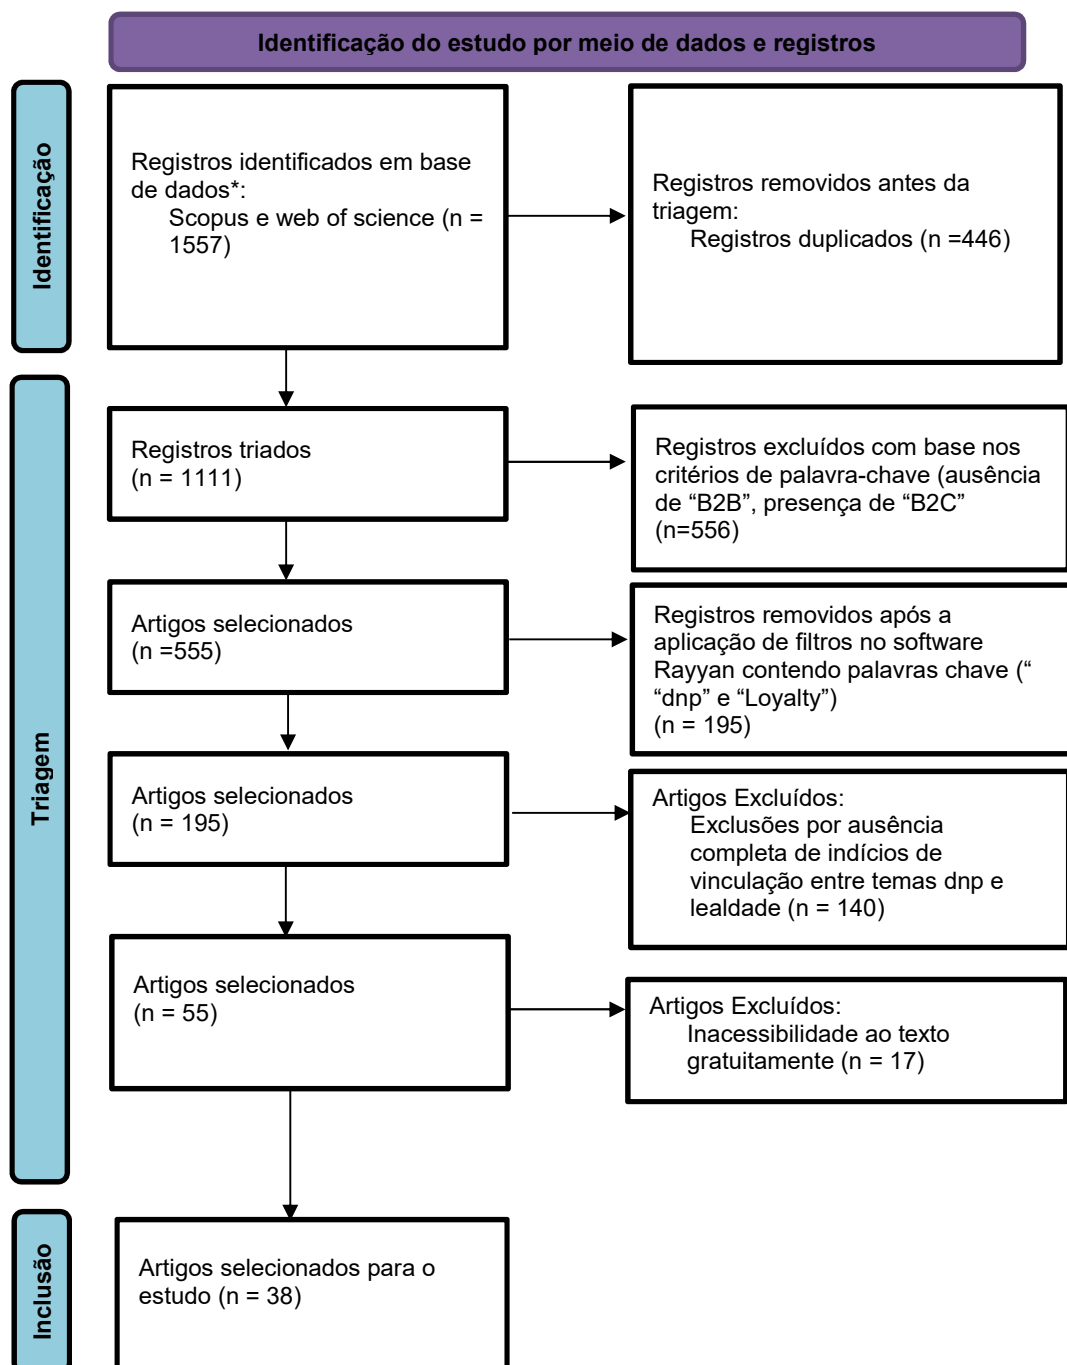 Identificação do estudo por meio de dados e registros
Identificação
Registros identificados em base
de dados*:
Scopus e web of science (n =
1557)
Registros removidos antes da
triagem:
Registros duplicados (n =446)
Triagem
Registros triados
(n = 1111)
Registros excluídos com base nos
critérios de palavra-chave (ausência
de “B2B”, presença de “B2C”
(n=556)
Artigos selecionados
(n =555)
Registros removidos após a
aplicação de filtros no software
Rayyan contendo palavras chave (“
“dnp” e “Loyalty”)
(n = 195)
Artigos selecionados
(n = 195)
Artigos Excluídos:
Exclusões por ausência
completa de indícios de
vinculação entre temas dnp e
lealdade (n = 140)
Artigos selecionados
(n = 55)
Artigos Excluídos:
Inacessibilidade ao texto
gratuitamente (n = 17)
Inclusão
Artigos selecionados para o
estudo (n = 38)